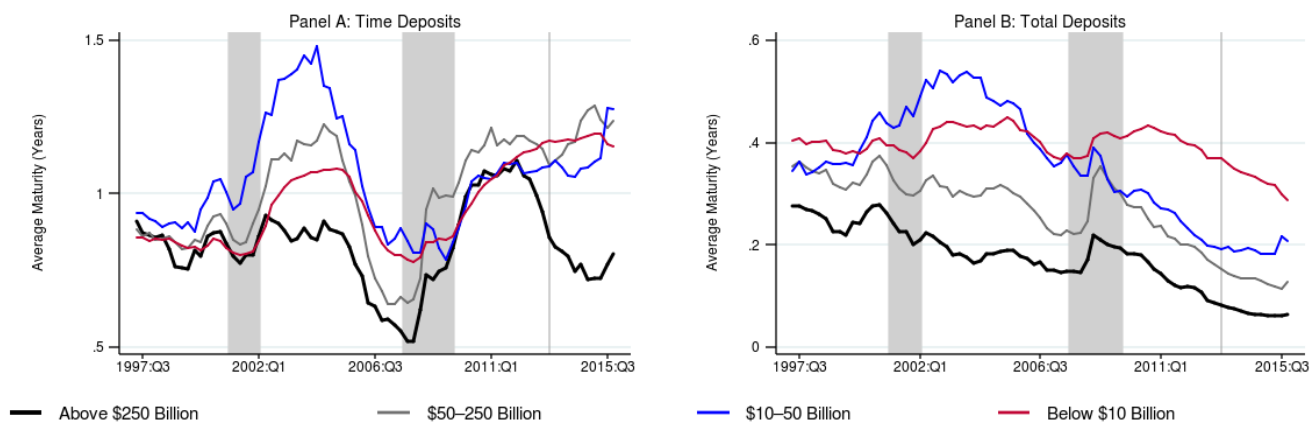 Panel A: Time Deposits
1.5
1
.5
Average Maturity (Years)
1997:Q3 2002:Q1 2006:Q3 2011:Q1 2015:Q3
Panel B: Total Deposits
.6
.4
.2
0
Average Maturity (Years)
1997:Q3 2002:Q1 2006:Q3 2011:Q1 2015:Q3
Above $250 Billion $50–250 Billion $10–50 Billion Below $10 Billion